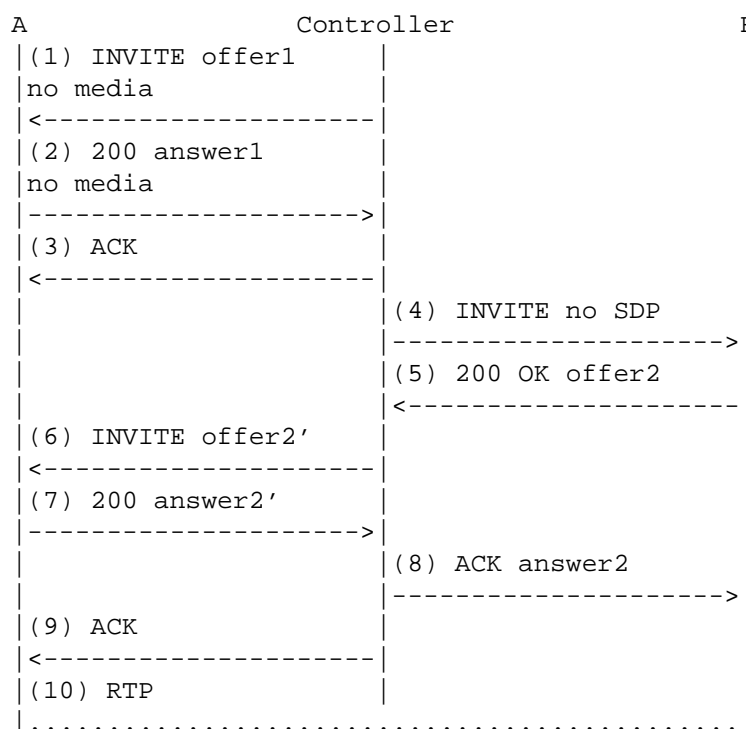 A Controller
(1) INVITE offer1
no media
(2) 200 answer1
no media
(3) ACK
(4) INVITE no SDP
(5) 200 OK offer2
(6) INVITE offer2'
(7) 200 answer2'
(8) ACK answer2
(9) ACK
(10) RTP